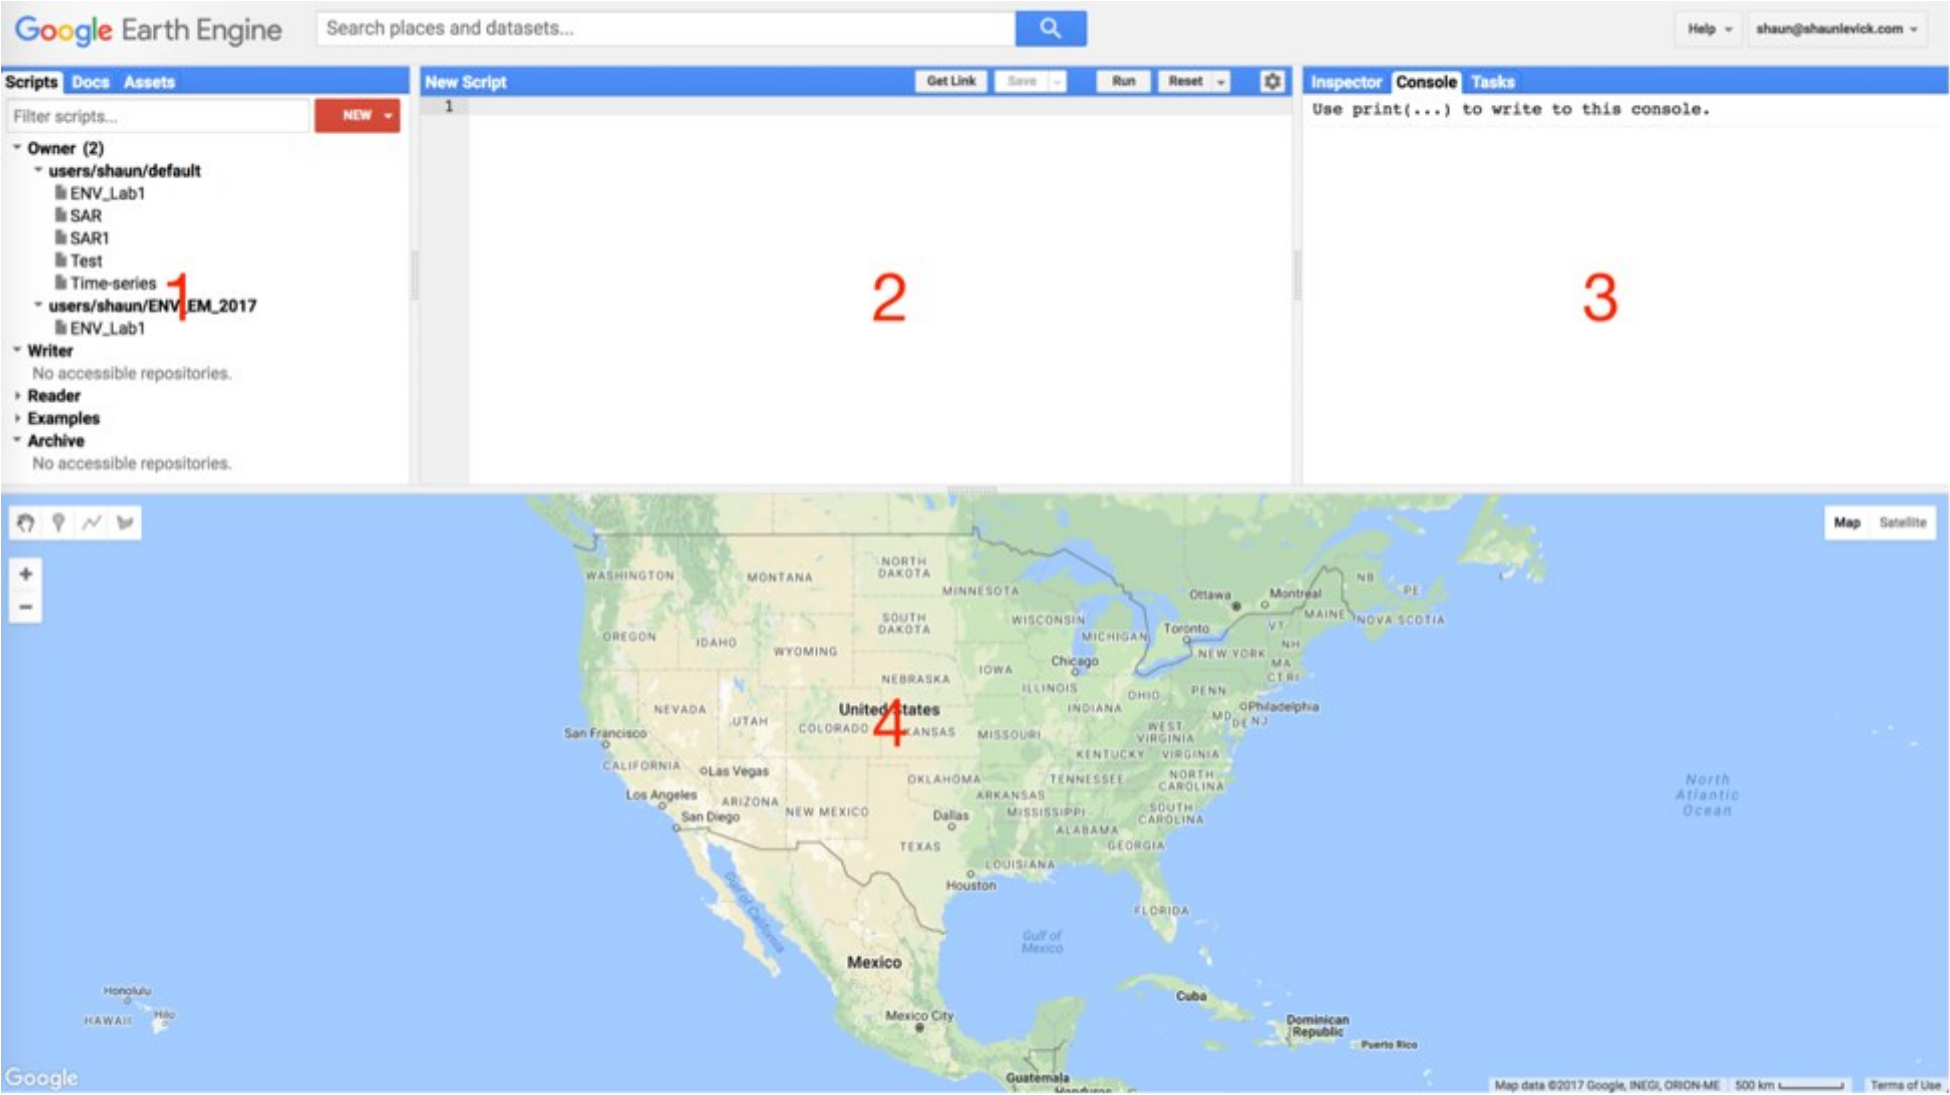 Google Earth Engine
Search places and datasets...
Help
shaun@shaunlevick.com
Scripts Docs Assets
Filter scripts...
NEW
Owner (2)
users/shaun/default
ENV_Lab1
SAR
SAR1
Test
Time-series
users/shaun/ENV_EM_2017
ENV_Lab1
Writer
No accessible repositories.
Reader
Examples
Archive
No accessible repositories.
1
New Script
Get Link Save Run Reset
1
2
Inspector Console Tasks
Use print(...) to write to this console.
3
Map Satellite
+
−
NORTH
DAKOTA
WASHINGTON
MONTANA
MINNESOTA
NB
PE
Ottawa
Montreal
SOUTH
DAKOTA
WISCONSIN
MAINE
NOVA SCOTIA
VT
Toronto
MICHIGAN
OREGON
IDAHO
WYOMING
NH
NEW YORK
MA
Chicago
IOWA
CT RI
NEBRASKA
ILLINOIS
OHIO
PENN
NEVADA
United States
INDIANA
Philadelphia
MD
DE NJ
UTAH
COLORADO
4
KANSAS
MISSOURI
WEST
VIRGINIA
San Francisco
KENTUCKY
VIRGINIA
CALIFORNIA
Las Vegas
OKLAHOMA
TENNESSEE
NORTH
CAROLINA
North
Atlantic
Ocean
Los Angeles
ARIZONA
NEW MEXICO
ARKANSAS
MISSISSIPPI
SOUTH
CAROLINA
San Diego
Dallas
ALABAMA
TEXAS
GEORGIA
LOUISIANA
Houston
Gulf of California
FLORIDA
Gulf of
Mexico
Mexico
Honolulu
HAWAII
Hilo
Cuba
Mexico City
Dominican
Republic
Puerto Rico
Guatemala
Honduras
Google
Map data ©2017 Google, INEGI, ORION-ME
500 km
Terms of Use